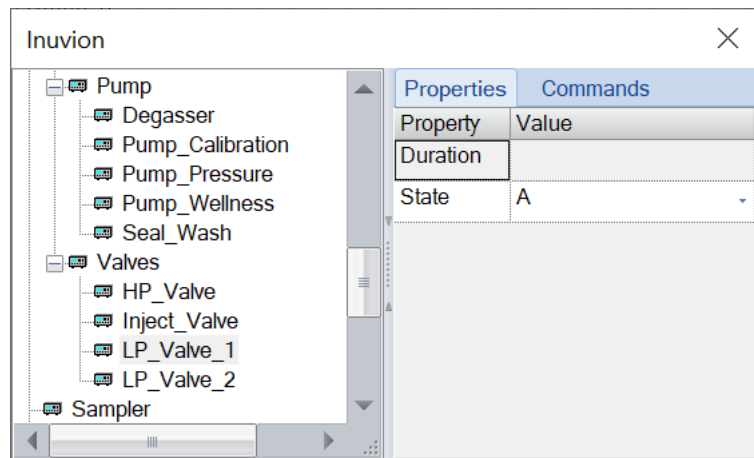 Inuvion
Pump
Degasser
Pump_Calibration
Pump_Pressure
Pump_Wellness
Seal_Wash
Valves
HP_Valve
Inject_Valve
LP_Valve_1
LP_Valve_2
Sampler
Properties Commands
Property Value
Duration
State A